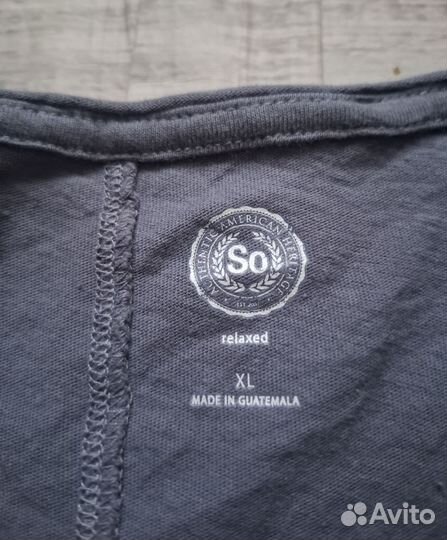 AUTHENTIC AMERICAN HERITAGE
So
relaxed
XL
MADE IN GUATEMALA
Avito